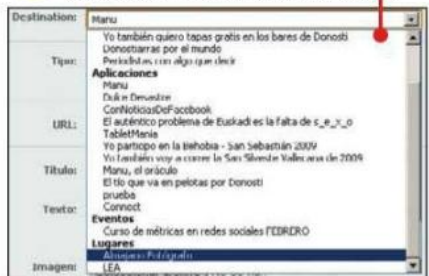 Destination: Manu
Yo también quiero tapas gratis en los bares de Donosti
Donostiarras por el mundo
Tipo: Periodistas con algo que decir
Aplicaciones
Manu
Dulce Devastre
ConNoticiasDeFacebook
URL: El auténtico problema de Euskadi es la falta de s_e_x_o
TabletMania
Yo participo en la Behobia - San Sebastián 2009
Yo también voy a correr la San Silvestre Vallecana de 2009
Título: Manu, el oráculo
El tío que va en pelotas por Donosti
prueba
Texto: Connect
Eventos
Curso de métricas en redes sociales FEBRERO
Lugares
Almajano Fotógrafo
Imagen: LEA